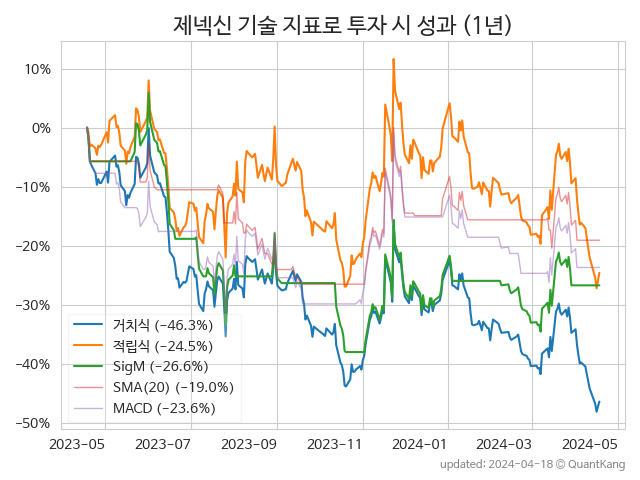 제넥신 기술 지표로 투자 시 성과 (1년)
10%
0%
−10%
−20%
−30%
−40%
−50%
거치식 (−46.3%)
적립식 (−24.5%)
SigM (−26.6%)
SMA(20) (−19.0%)
MACD (−23.6%)
2023−05 2023−07 2023−09 2023−11 2024−01 2024−03 2024−05
updated: 2024−04−18 ⓒ QuantKang